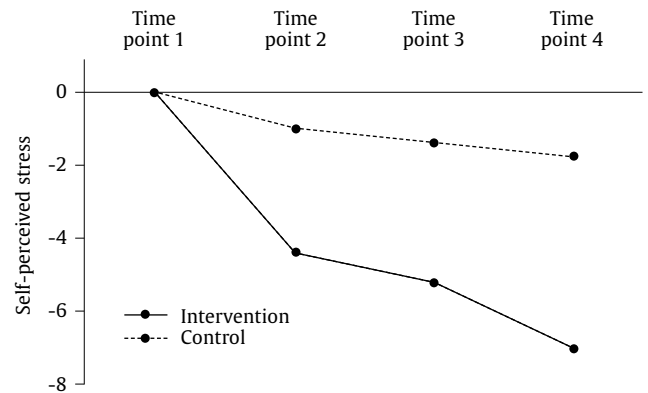 Time point 1
Time point 2
Time point 3
Time point 4
0
-2
-4
-6
-8
Self-perceived stress
Intervention
Control